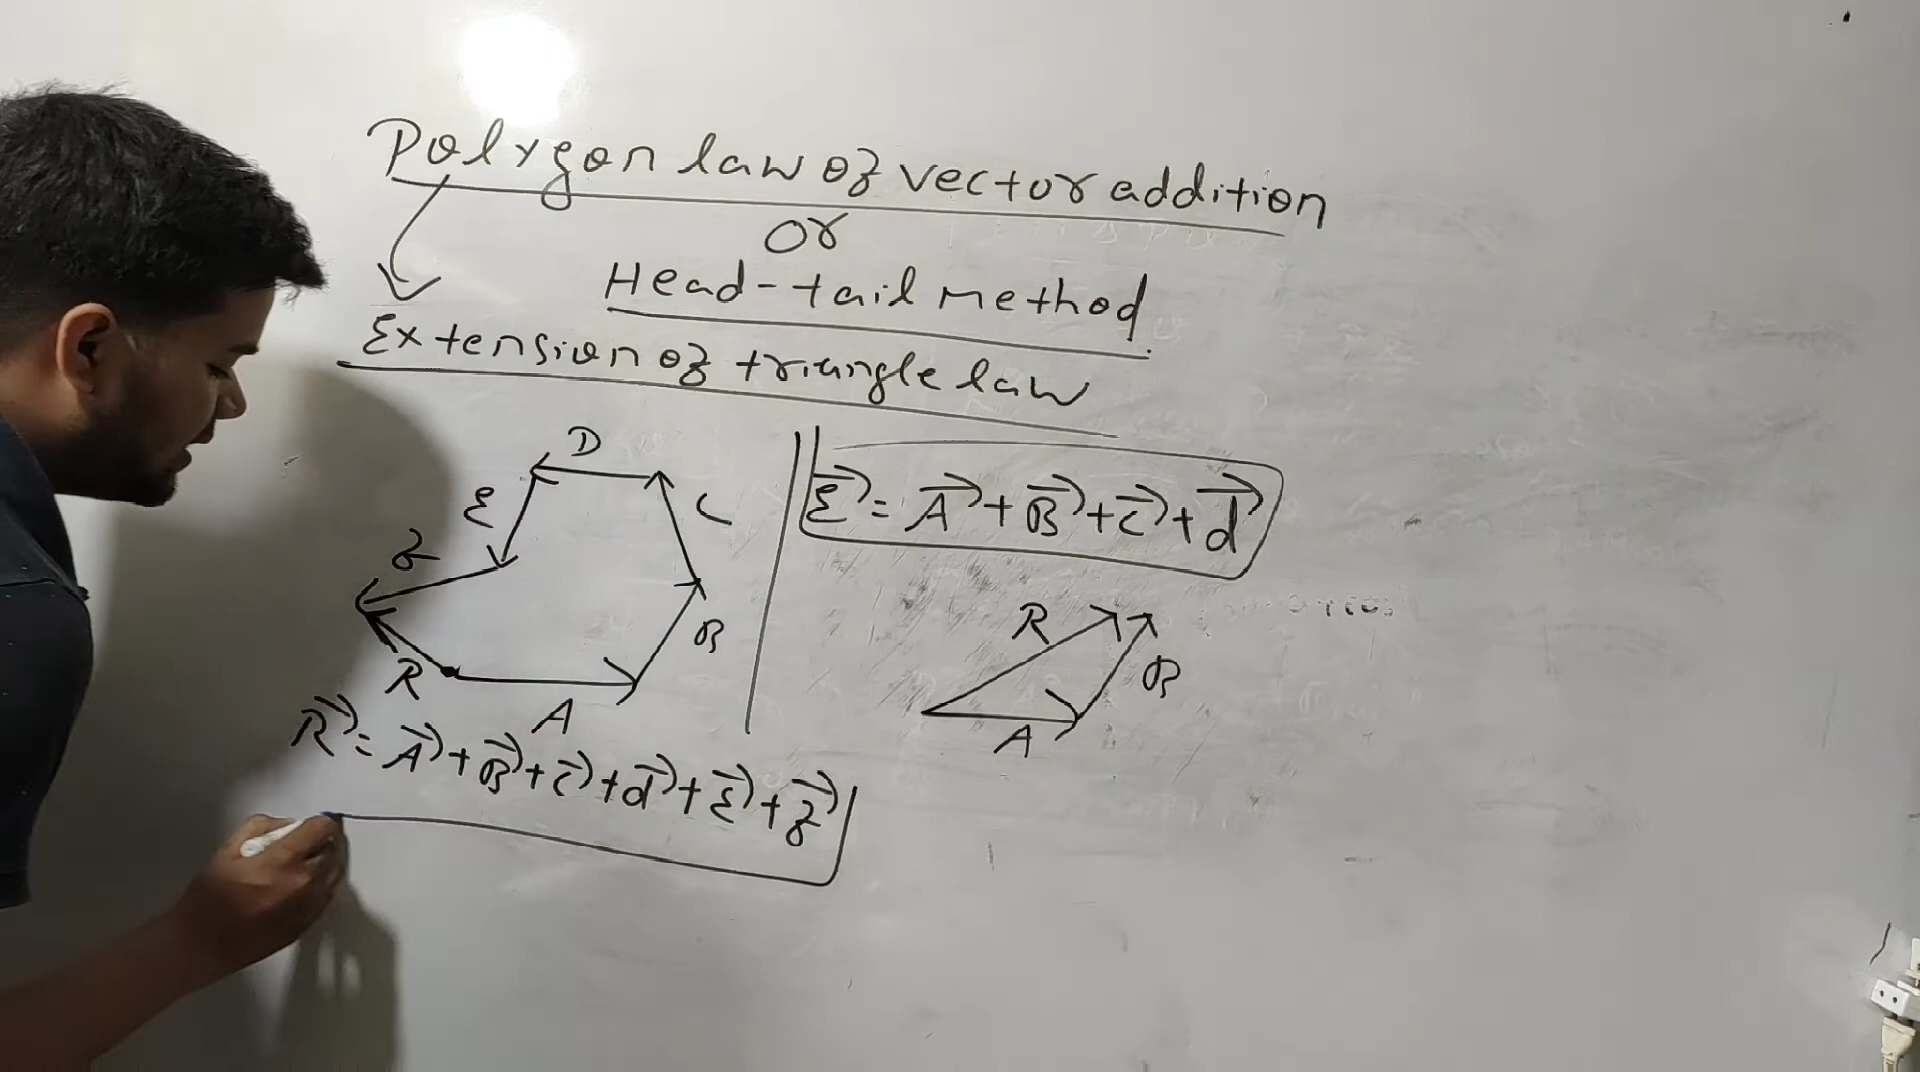 Polygon law of vector addition
or
Head-tail method
Extension of triangle law
D
E
C
f
B
R
A
E⃗ = A⃗ + B⃗ + C⃗ + d⃗
R
B
A
R⃗ = A⃗ + B⃗ + C⃗ + d⃗ + E⃗ + f⃗